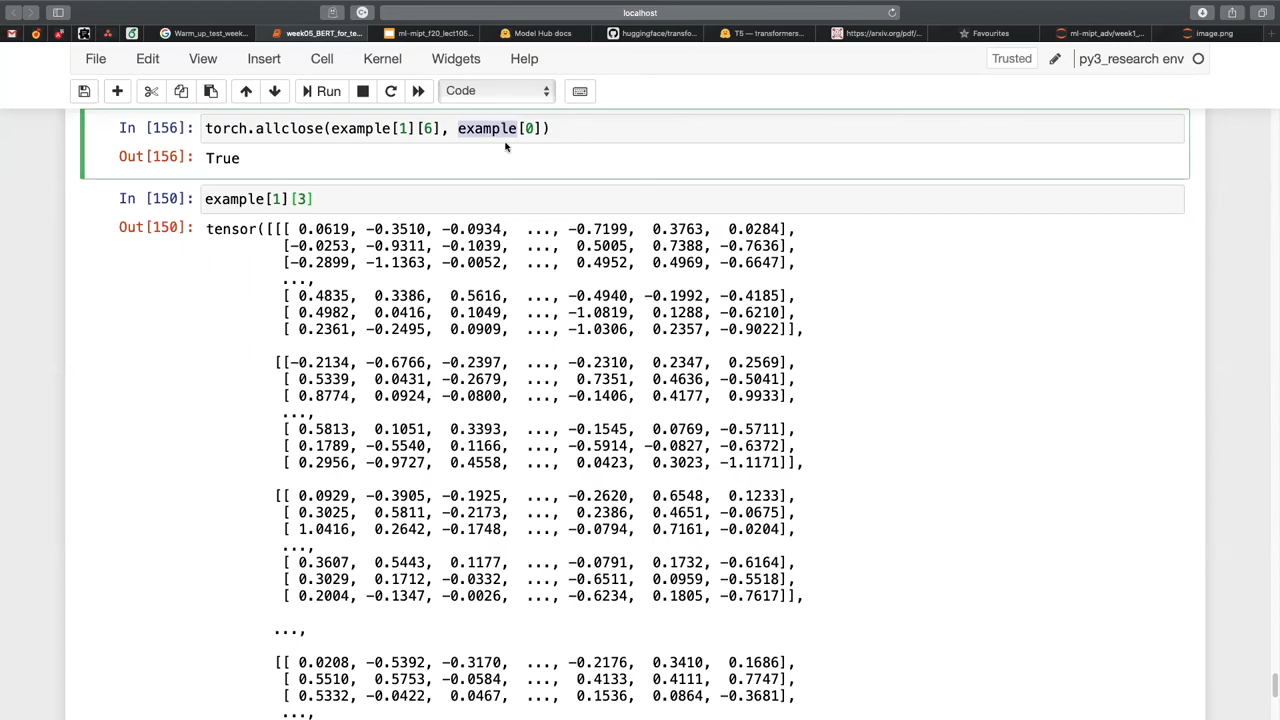 localhost
Warm_up_test_week...
week05_BERT_for_te...
ml-mipt_f20_lect105...
Model Hub docs
huggingface/transfo...
T5 — transformers...
https://arxiv.org/pdf/...
Favourites
ml-mipt_adv/week1_...
image.png
File Edit View Insert Cell Kernel Widgets Help Trusted py3_research env
Run Code
In [156]: torch.allclose(example[1][6], example[0])
Out[156]: True
In [150]: example[1][3]
Out[150]: tensor([[[ 0.0619, -0.3510, -0.0934, ..., -0.7199, 0.3763, 0.0284],
[-0.0253, -0.9311, -0.1039, ..., 0.5005, 0.7388, -0.7636],
[-0.2899, -1.1363, -0.0052, ..., 0.4952, 0.4969, -0.6647],
...,
[ 0.4835, 0.3386, 0.5616, ..., -0.4940, -0.1992, -0.4185],
[ 0.4982, 0.0416, 0.1049, ..., -1.0819, 0.1288, -0.6210],
[ 0.2361, -0.2495, 0.0909, ..., -1.0306, 0.2357, -0.9022]],
[[-0.2134, -0.6766, -0.2397, ..., -0.2310, 0.2347, 0.2569],
[ 0.5339, 0.0431, -0.2679, ..., 0.7351, 0.4636, -0.5041],
[ 0.8774, 0.0924, -0.0800, ..., -0.1406, 0.4177, 0.9933],
...,
[ 0.5813, 0.1051, 0.3393, ..., -0.1545, 0.0769, -0.5711],
[ 0.1789, -0.5540, 0.1166, ..., -0.5914, -0.0827, -0.6372],
[ 0.2956, -0.9727, 0.4558, ..., 0.0423, 0.3023, -1.1171]],
[[ 0.0929, -0.3905, -0.1925, ..., -0.2620, 0.6548, 0.1233],
[ 0.3025, 0.5811, -0.2173, ..., 0.2386, 0.4651, -0.0675],
[ 1.0416, 0.2642, -0.1748, ..., -0.0794, 0.7161, -0.0204],
...,
[ 0.3607, 0.5443, 0.1177, ..., -0.0791, 0.1732, -0.6164],
[ 0.3029, 0.1712, -0.0332, ..., -0.6511, 0.0959, -0.5518],
[ 0.2004, -0.1347, -0.0026, ..., -0.6234, 0.1805, -0.7617]],
...,
[[ 0.0208, -0.5392, -0.3170, ..., -0.2176, 0.3410, 0.1686],
[ 0.5510, 0.5753, -0.0584, ..., 0.4133, 0.4111, 0.7747],
[ 0.5332, -0.0422, 0.0467, ..., 0.1536, 0.0864, -0.3681],
...,